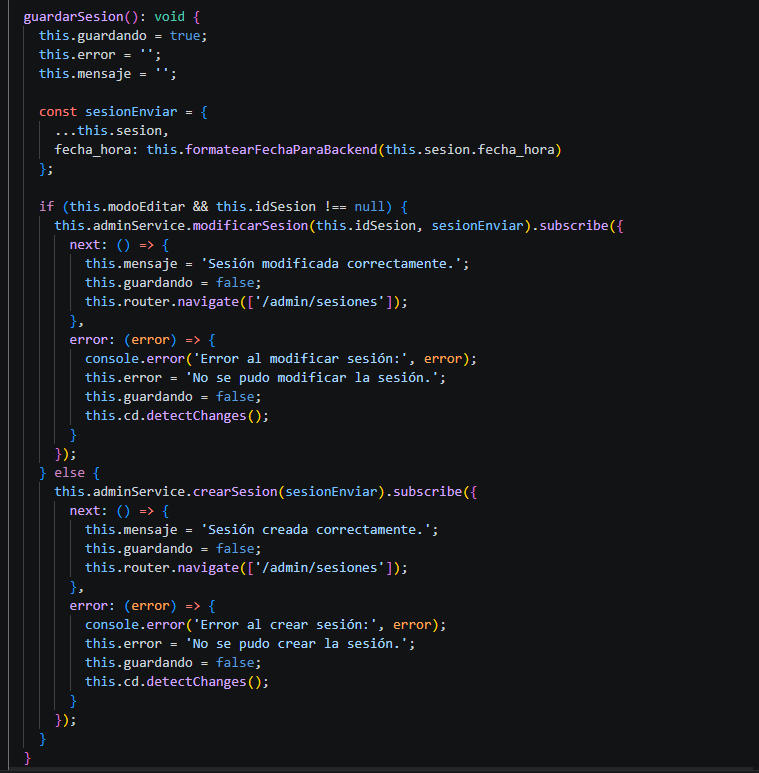 guardarSesion(): void {
this.guardando = true;
this.error = '';
this.mensaje = '';
const sesionEnviar = {
...this.sesion,
fecha_hora: this.formatearFechaParaBackend(this.sesion.fecha_hora)
};
if (this.modoEditar && this.idSesion !== null) {
this.adminService.modificarSesion(this.idSesion, sesionEnviar).subscribe({
next: () => {
this.mensaje = 'Sesión modificada correctamente.';
this.guardando = false;
this.router.navigate(['/admin/sesiones']);
},
error: (error) => {
console.error('Error al modificar sesión:', error);
this.error = 'No se pudo modificar la sesión.';
this.guardando = false;
this.cd.detectChanges();
}
});
} else {
this.adminService.crearSesion(sesionEnviar).subscribe({
next: () => {
this.mensaje = 'Sesión creada correctamente.';
this.guardando = false;
this.router.navigate(['/admin/sesiones']);
},
error: (error) => {
console.error('Error al crear sesión:', error);
this.error = 'No se pudo crear la sesión.';
this.guardando = false;
this.cd.detectChanges();
}
});
}
}